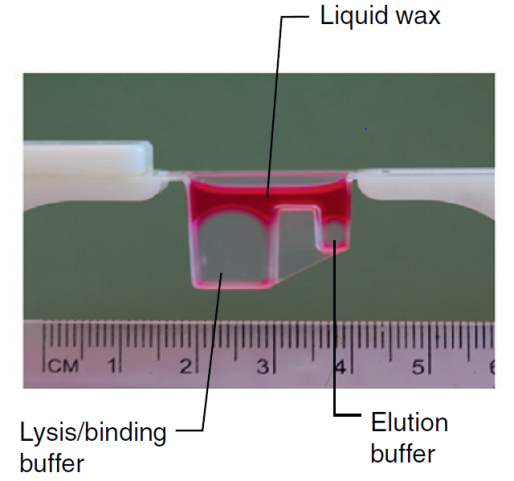 Liquid wax
CM 1 2 3 4 5 6
Lysis/binding
buffer
Elution
buffer